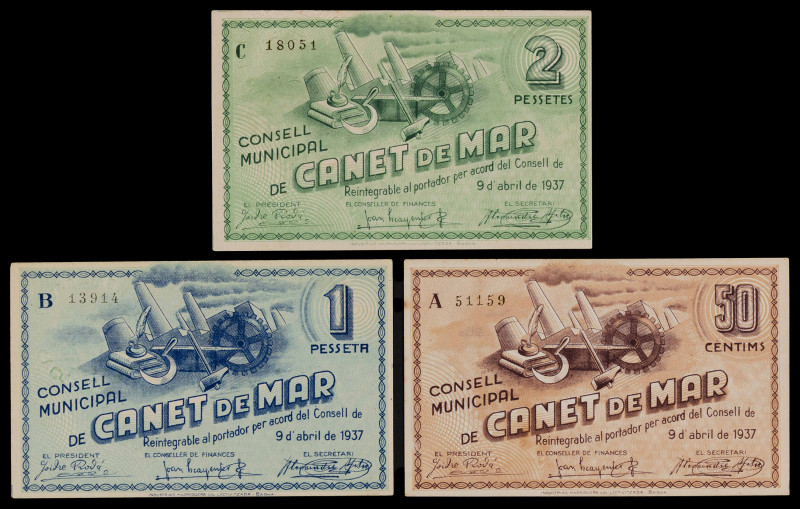 C 18051
2
PESSETES
CONSELL
MUNICIPAL
DE CANET DE MAR
Reintegrable al portador per acord del Consell de
9 d'abril de 1937
EL PRESIDENT EL CONSELLER DE FINANCES EL SECRETARI
B 13914
1
PESSETA
CONSELL
MUNICIPAL
DE CANET DE MAR
Reintegrable al portador per acord del Consell de
9 d'abril de 1937
EL PRESIDENT EL CONSELLER DE FINANCES EL SECRETARI
A 51159
50
CÈNTIMS
CONSELL
MUNICIPAL
DE CANET DE MAR
Reintegrable al portador per acord del Consell de
9 d'abril de 1937
EL PRESIDENT EL CONSELLER DE FINANCES EL SECRETARI